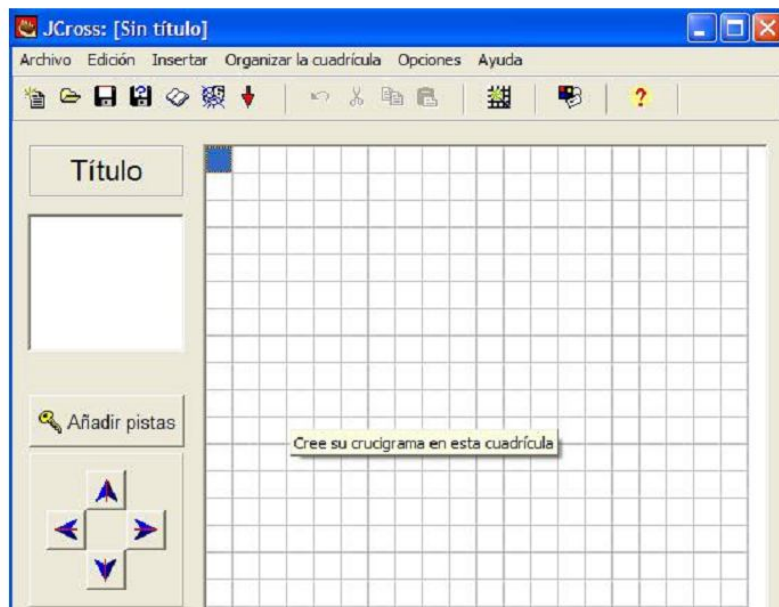 JCross: [Sin título]
Archivo Edición Insertar Organizar la cuadrícula Opciones Ayuda
Título
Añadir pistas
Cree su crucigrama en esta cuadrícula